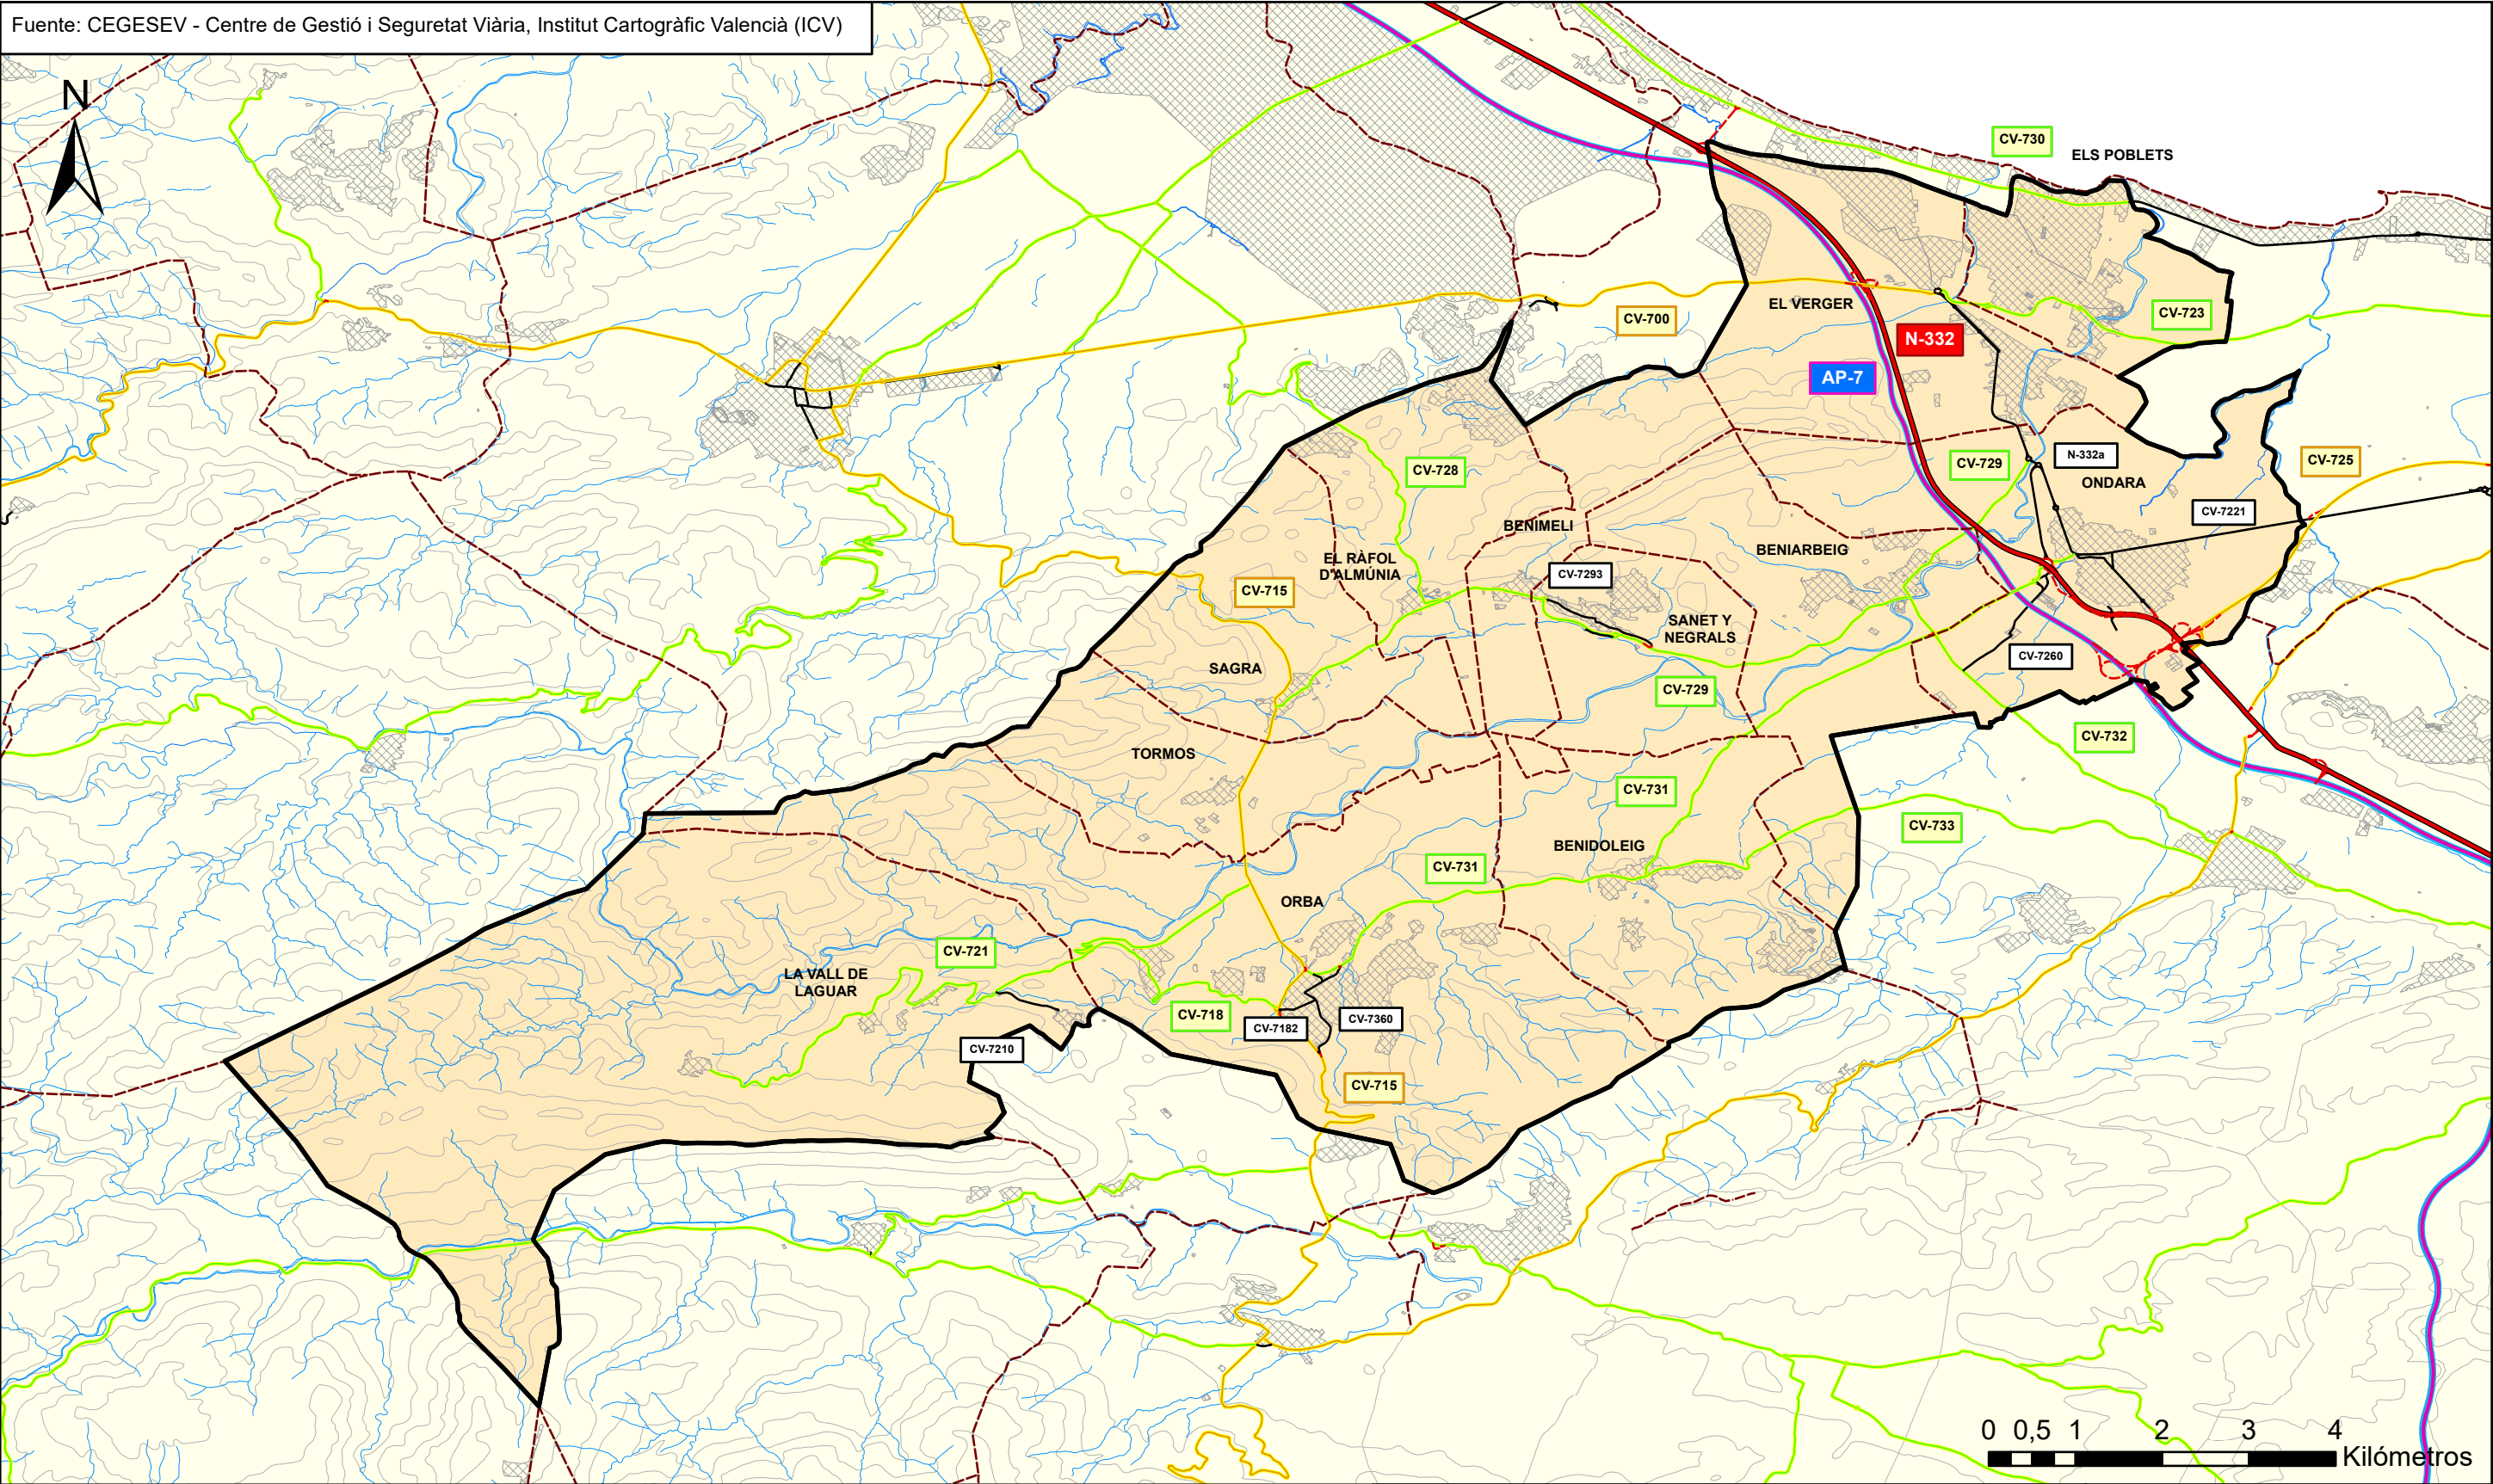 Fuente: CEGESEV - Centre de Gestió i Seguretat Viària, Institut Cartogràfic Valencià (ICV)
N
CV-730
ELS POBLETS
EL VERGER
CV-723
CV-700
N-332
AP-7
CV-728
CV-729
N-332a
CV-725
ONDARA
CV-7221
BENIMELI
BENIARBEIG
EL RÀFOL
D'ALMÚNIA
CV-7293
CV-715
SANET Y
NEGRALS
CV-7260
SAGRA
CV-729
CV-732
TORMOS
CV-731
CV-733
BENIDOLEIG
CV-731
ORBA
CV-721
LA VALL DE
LAGUAR
CV-718
CV-7182
CV-7360
CV-7210
CV-715
0 0,5 1 2 3 4
Kilómetros